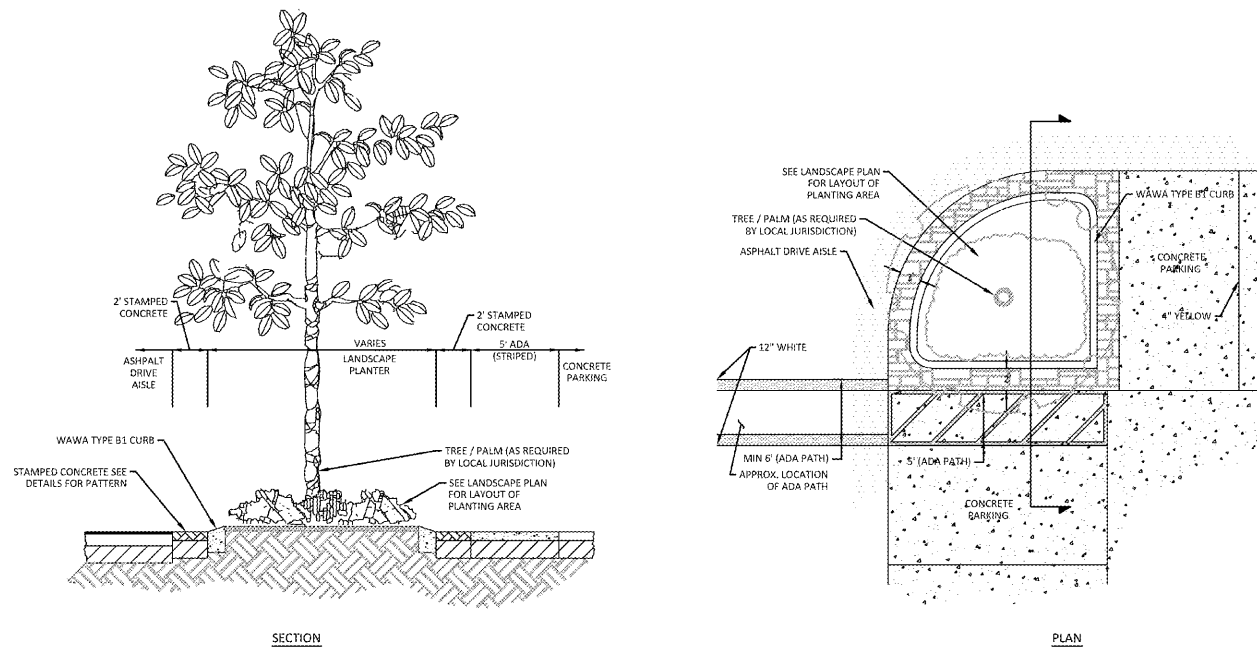 2' STAMPED
CONCRETE
2' STAMPED
CONCRETE
ASHPALT
DRIVE
AISLE
VARIES
LANDSCAPE
PLANTER
5' ADA
(STRIPED)
CONCRETE
PARKING
WAWA TYPE B1 CURB
STAMPED CONCRETE SEE
DETAILS FOR PATTERN
TREE / PALM (AS REQUIRED
BY LOCAL JURISDICTION)
SEE LANDSCAPE PLAN
FOR LAYOUT OF
PLANTING AREA
SECTION
SEE LANDSCAPE PLAN
FOR LAYOUT OF
PLANTING AREA
TREE / PALM (AS REQUIRED
BY LOCAL JURISDICTION)
ASPHALT DRIVE AISLE
WAWA TYPE B1 CURB
CONCRETE
PARKING
4" YELLOW
12" WHITE
2'
MIN 6' (ADA PATH)
APPROX. LOCATION
OF ADA PATH
5' (ADA PATH)
CONCRETE
PARKING
PLAN